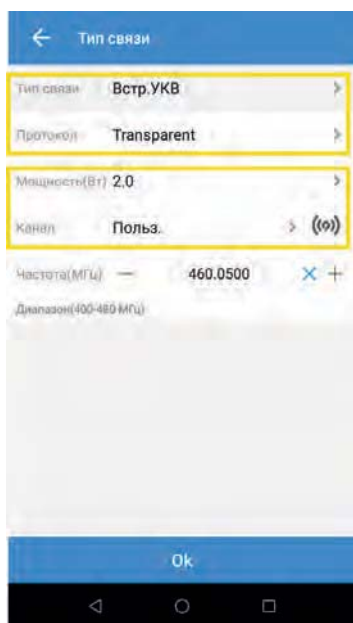 Тип связи
Тип связи Встр.УКВ
Протокол Transparent
Мощность(Вт) 2.0
Канал Польз.
Частота(МГц) — 460.0500 × +
Диапазон(400-480 МГц)
Ok